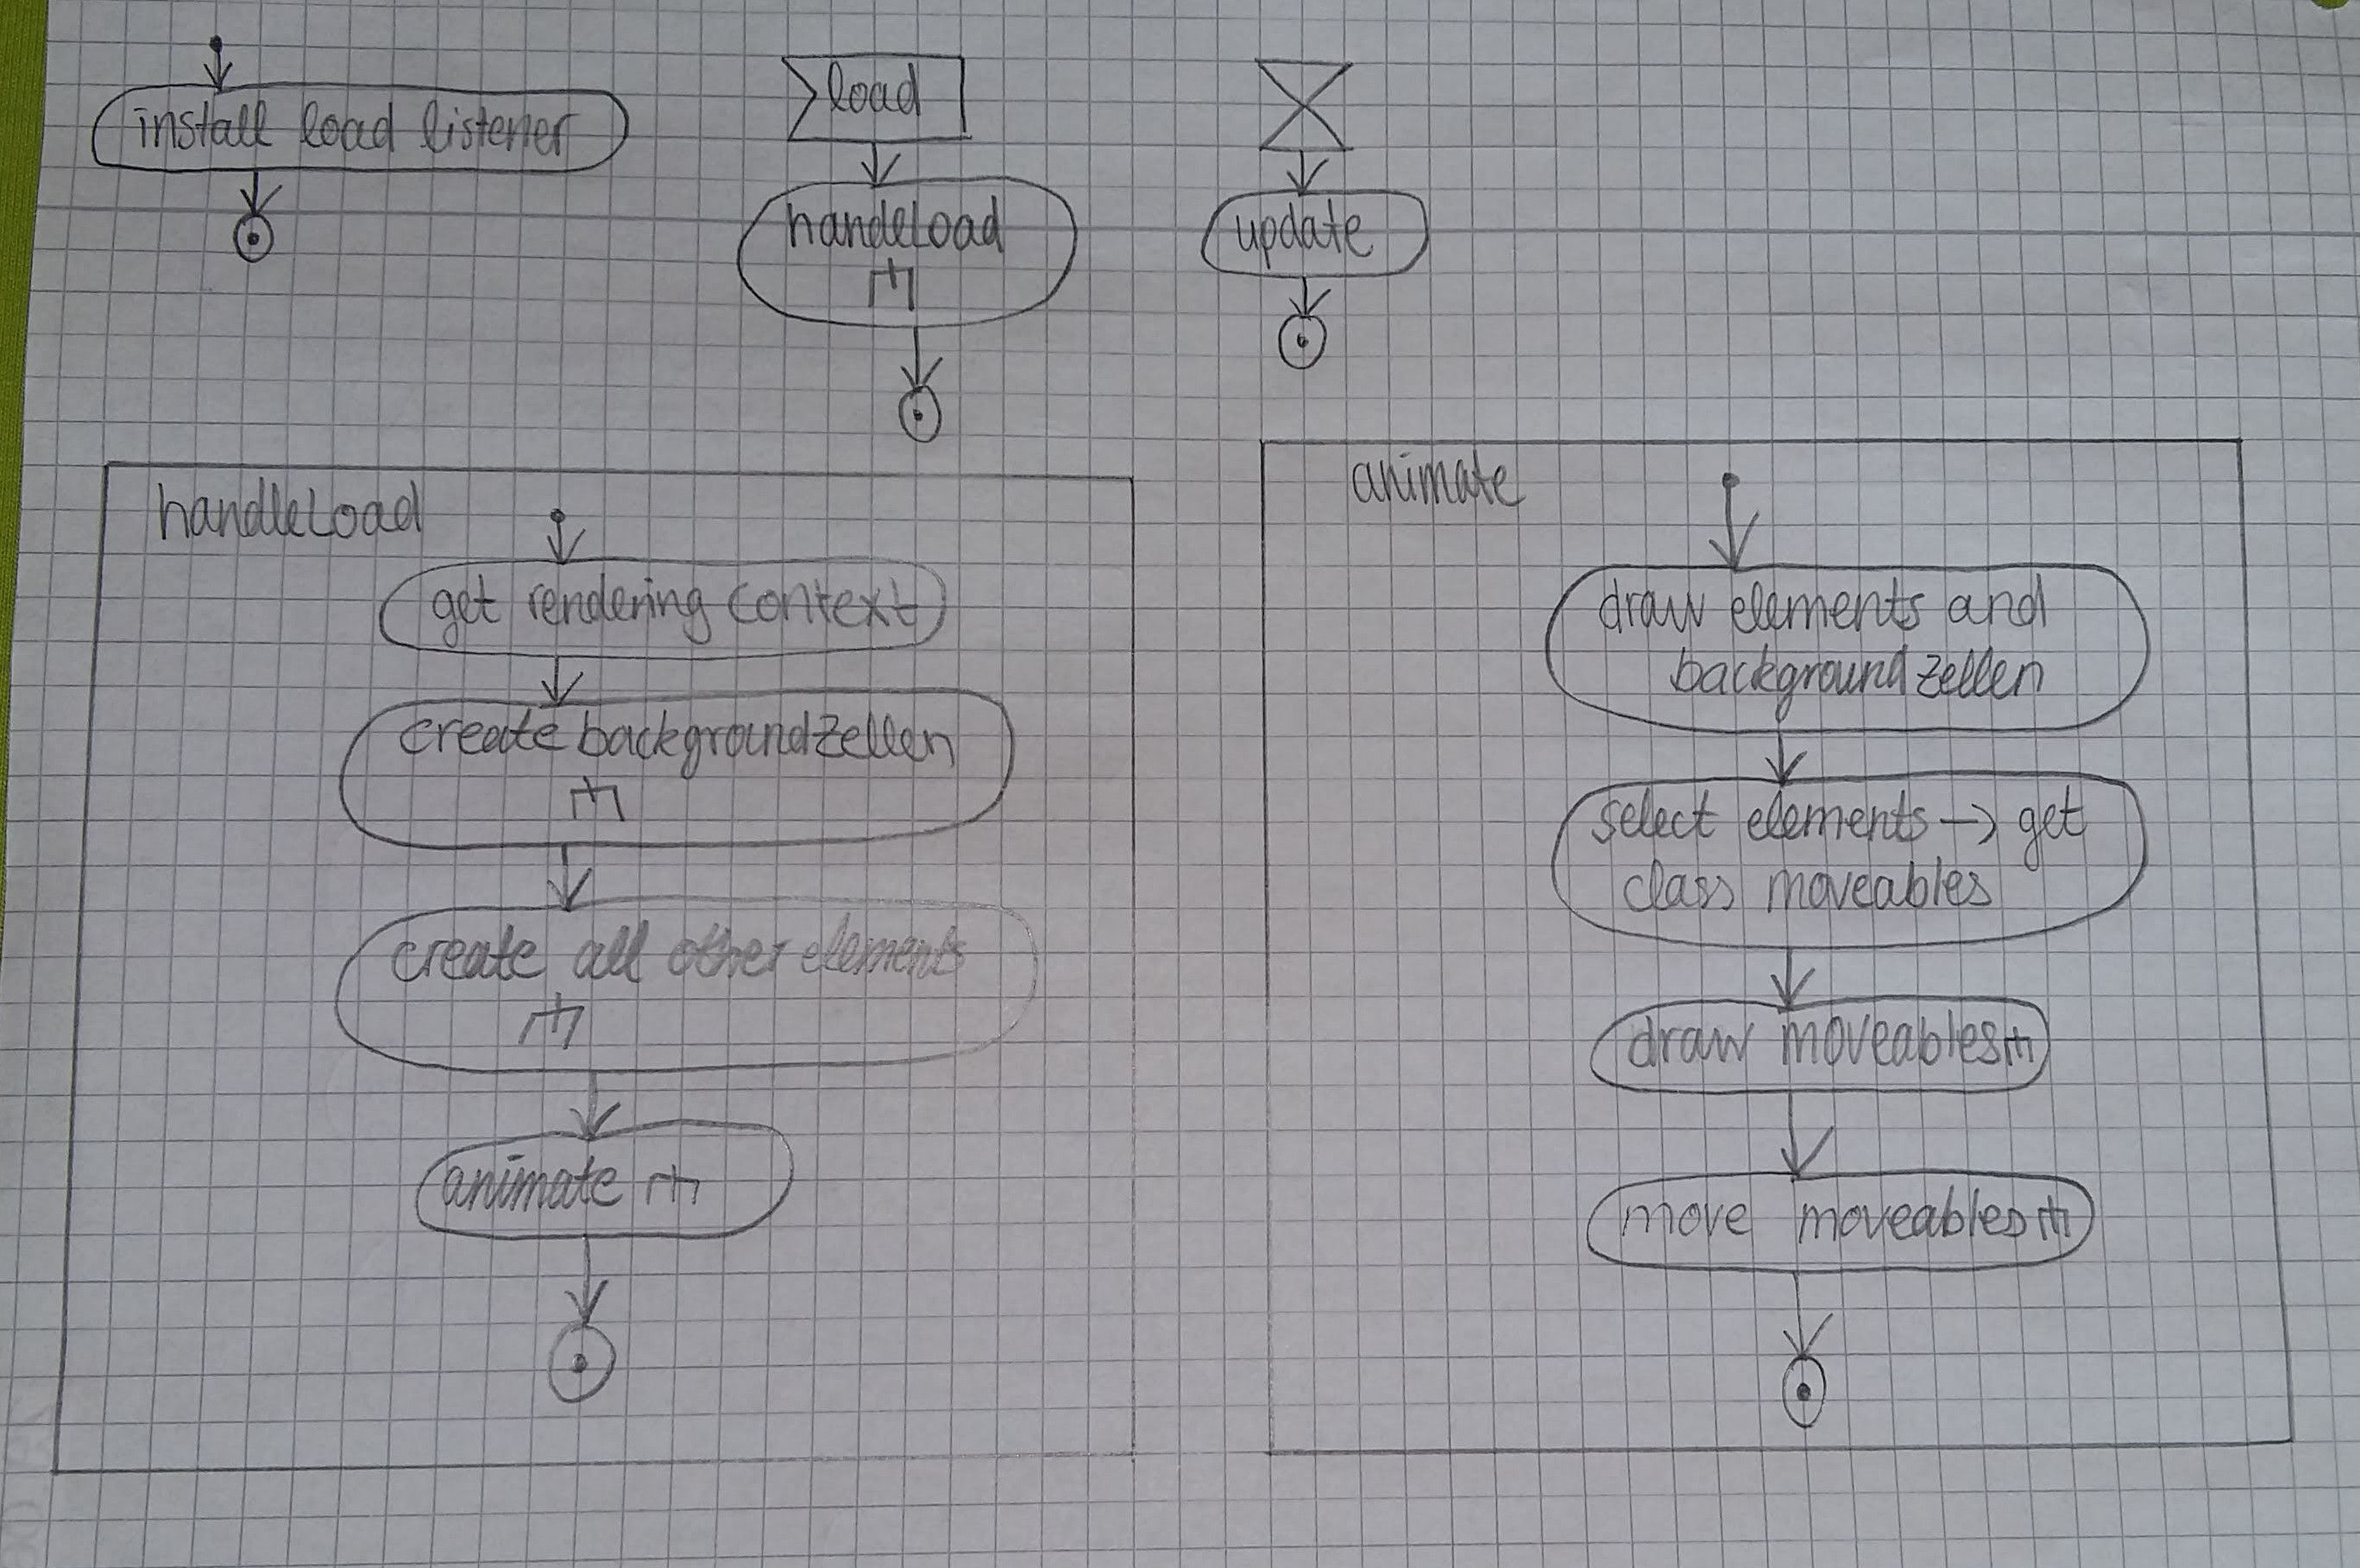 install load listener
load
handleLoad
update
handleLoad
get rendering context
create backgroundZellen
create all other elements
animate
animate
draw elements and
backgroundZellen
select elements → get
class moveables
draw moveables
move moveables